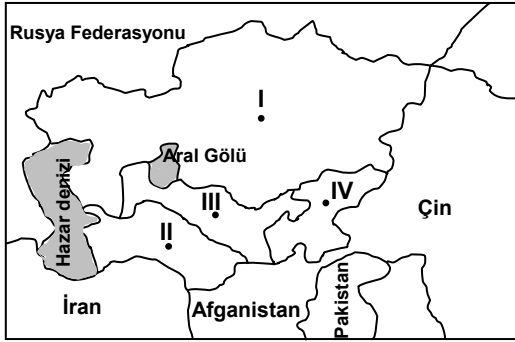 Rusya Federasyonu
I
Aral Gölü
Hazar denizi
IV
III
Çin
II
İran
Afganistan
Pakistan